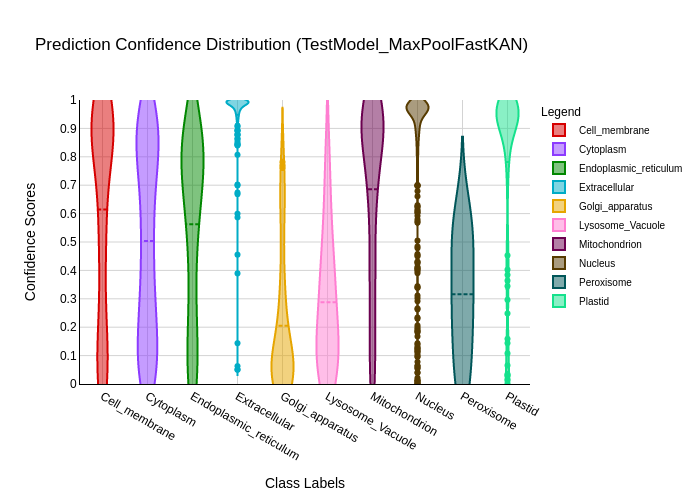 Prediction Confidence Distribution (TestModel_MaxPoolFastKAN)
Legend
Cell_membrane
Cytoplasm
Endoplasmic_reticulum
Extracellular
Golgi_apparatus
Lysosome_Vacuole
Mitochondrion
Nucleus
Peroxisome
Plastid
Confidence Scores
1
0.9
0.8
0.7
0.6
0.5
0.4
0.3
0.2
0.1
0
Cell_membrane
Cytoplasm
Endoplasmic_reticulum
Extracellular
Golgi_apparatus
Lysosome_Vacuole
Mitochondrion
Nucleus
Peroxisome
Plastid
Class Labels